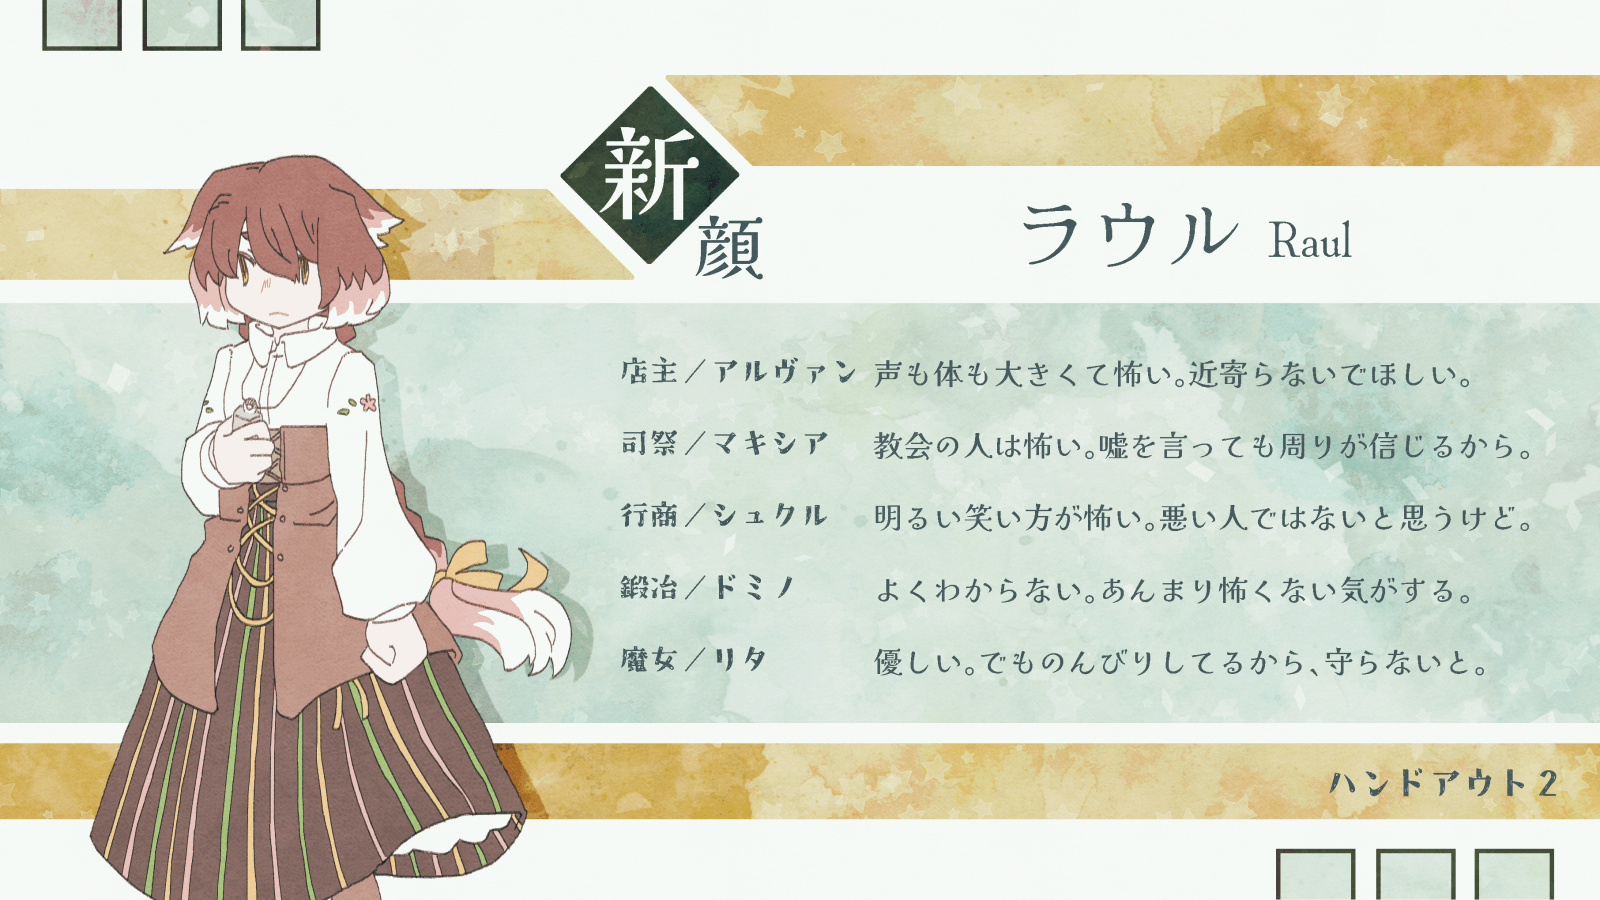 新顔
ラウル Raul
店主／アルヴァン 声も体も大きくて怖い。近寄らないでほしい。
司祭／マキシア 教会の人は怖い。嘘を言っても周りが信じるから。
行商／シュクル 明るい笑い方が怖い。悪い人ではないと思うけど。
鍛冶／ドミノ よくわからない。あんまり怖くない気がする。
魔女／リタ 優しい。でものんびりしてるから、守らないと。
ハンドアウト2